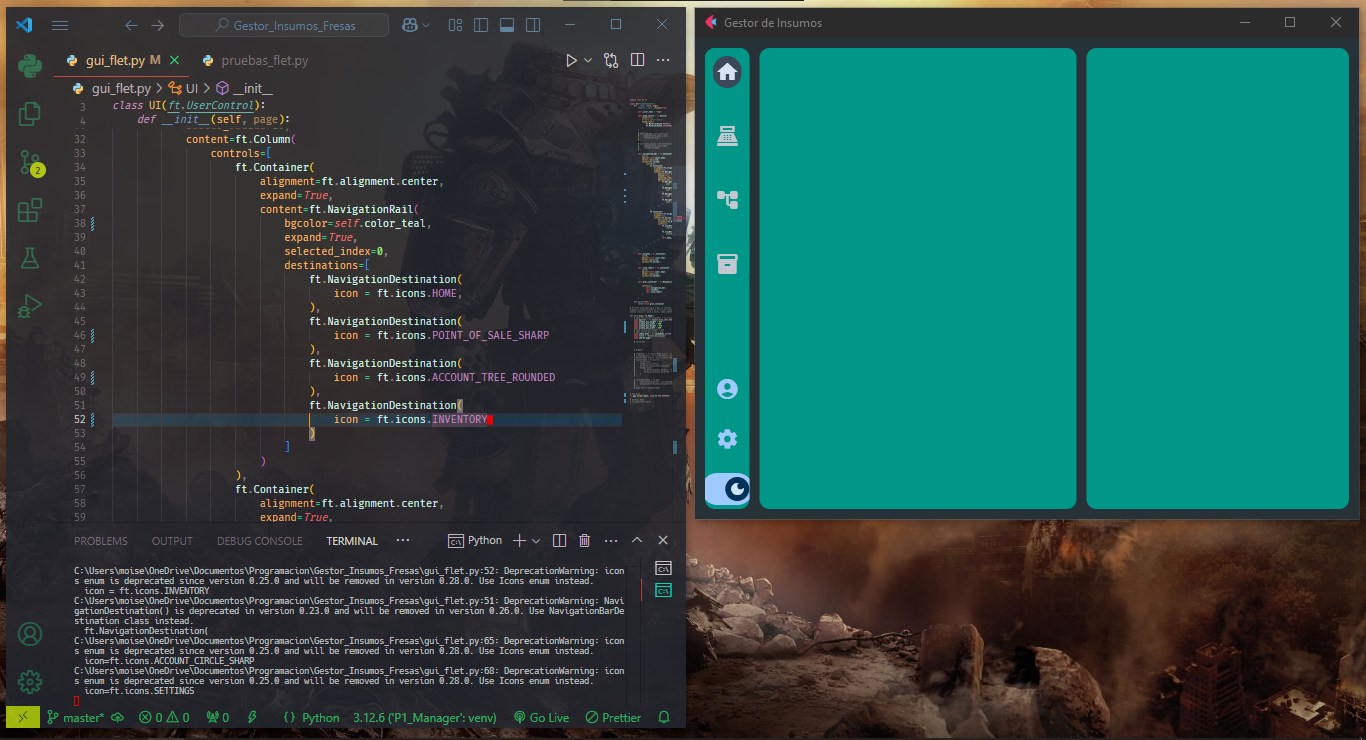 Gestor_Insumos_Fresas
gui_flet.py M
pruebas_flet.py
gui_flet.py > UI > __init__
3 class UI(ft.UserControl):
4 def __init__(self, page):
32 content=ft.Column(
33 controls=[
34 ft.Container(
35 alignment=ft.alignment.center,
36 expand=True,
37 content=ft.NavigationRail(
38 bgcolor=self.color_teal,
39 expand=True,
40 selected_index=0,
41 destinations=[
42 ft.NavigationDestination(
43 icon = ft.icons.HOME,
44 ),
45 ft.NavigationDestination(
46 icon = ft.icons.POINT_OF_SALE_SHARP
47 ),
48 ft.NavigationDestination(
49 icon = ft.icons.ACCOUNT_TREE_ROUNDED
50 ),
51 ft.NavigationDestination(
52 icon = ft.icons.INVENTORY
53 )
54 ]
55 )
56 ),
57 ft.Container(
58 alignment=ft.alignment.center,
59 expand=True,
PROBLEMS OUTPUT DEBUG CONSOLE TERMINAL ··· Python
C:\Users\moise\OneDrive\Documentos\Programacion\Gestor_Insumos_Fresas\gui_flet.py:52: DeprecationWarning: icon
s enum is deprecated since version 0.25.0 and will be removed in version 0.28.0. Use Icons enum instead.
icon = ft.icons.INVENTORY
C:\Users\moise\OneDrive\Documentos\Programacion\Gestor_Insumos_Fresas\gui_flet.py:51: DeprecationWarning: Navi
gationDestination() is deprecated in version 0.23.0 and will be removed in version 0.26.0. Use NavigationBarDe
stination class instead.
ft.NavigationDestination(
C:\Users\moise\OneDrive\Documentos\Programacion\Gestor_Insumos_Fresas\gui_flet.py:65: DeprecationWarning: icon
s enum is deprecated since version 0.25.0 and will be removed in version 0.28.0. Use Icons enum instead.
icon=ft.icons.ACCOUNT_CIRCLE_SHARP
C:\Users\moise\OneDrive\Documentos\Programacion\Gestor_Insumos_Fresas\gui_flet.py:68: DeprecationWarning: icon
s enum is deprecated since version 0.25.0 and will be removed in version 0.28.0. Use Icons enum instead.
icon=ft.icons.SETTINGS
master* 0 0 0 Python 3.12.6 ('P1_Manager': venv) Go Live Prettier
2
Gestor de Insumos